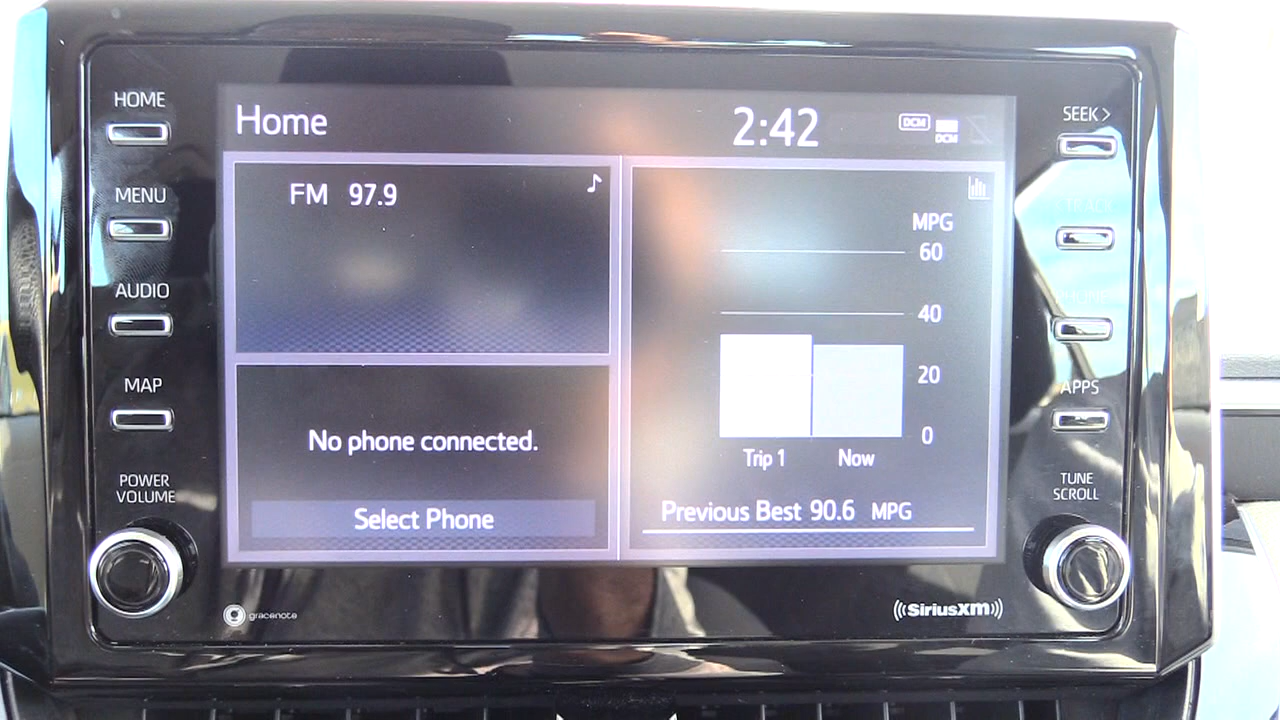 HOME
MENU
AUDIO
MAP
POWER
VOLUME
Home
2:42
DCM
DCM
FM 97.9
No phone connected.
Select Phone
MPG
60
40
20
0
Trip 1 Now
Previous Best 90.6 MPG
SEEK >
TRACK
PHONE
APPS
TUNE
SCROLL
gracenote
((SiriusXM))